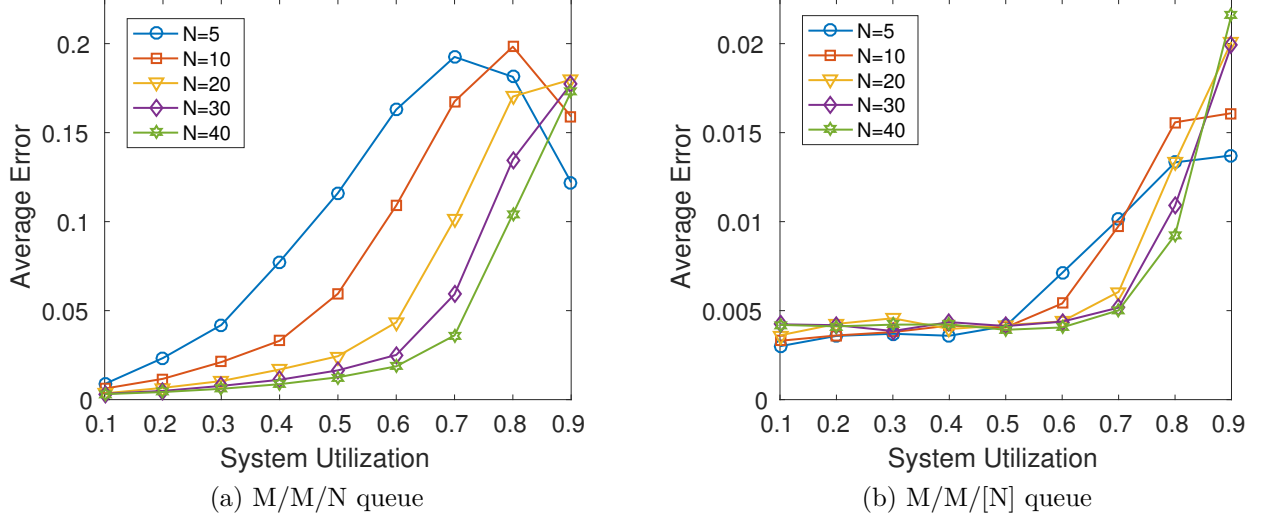 0.2
0.15
0.1
0.05
0
Average Error
N=5
N=10
N=20
N=30
N=40
0.1 0.2 0.3 0.4 0.5 0.6 0.7 0.8 0.9
System Utilization
(a) M/M/N queue
0.02
0.015
0.01
0.005
0
Average Error
N=5
N=10
N=20
N=30
N=40
0.1 0.2 0.3 0.4 0.5 0.6 0.7 0.8 0.9
System Utilization
(b) M/M/[N] queue